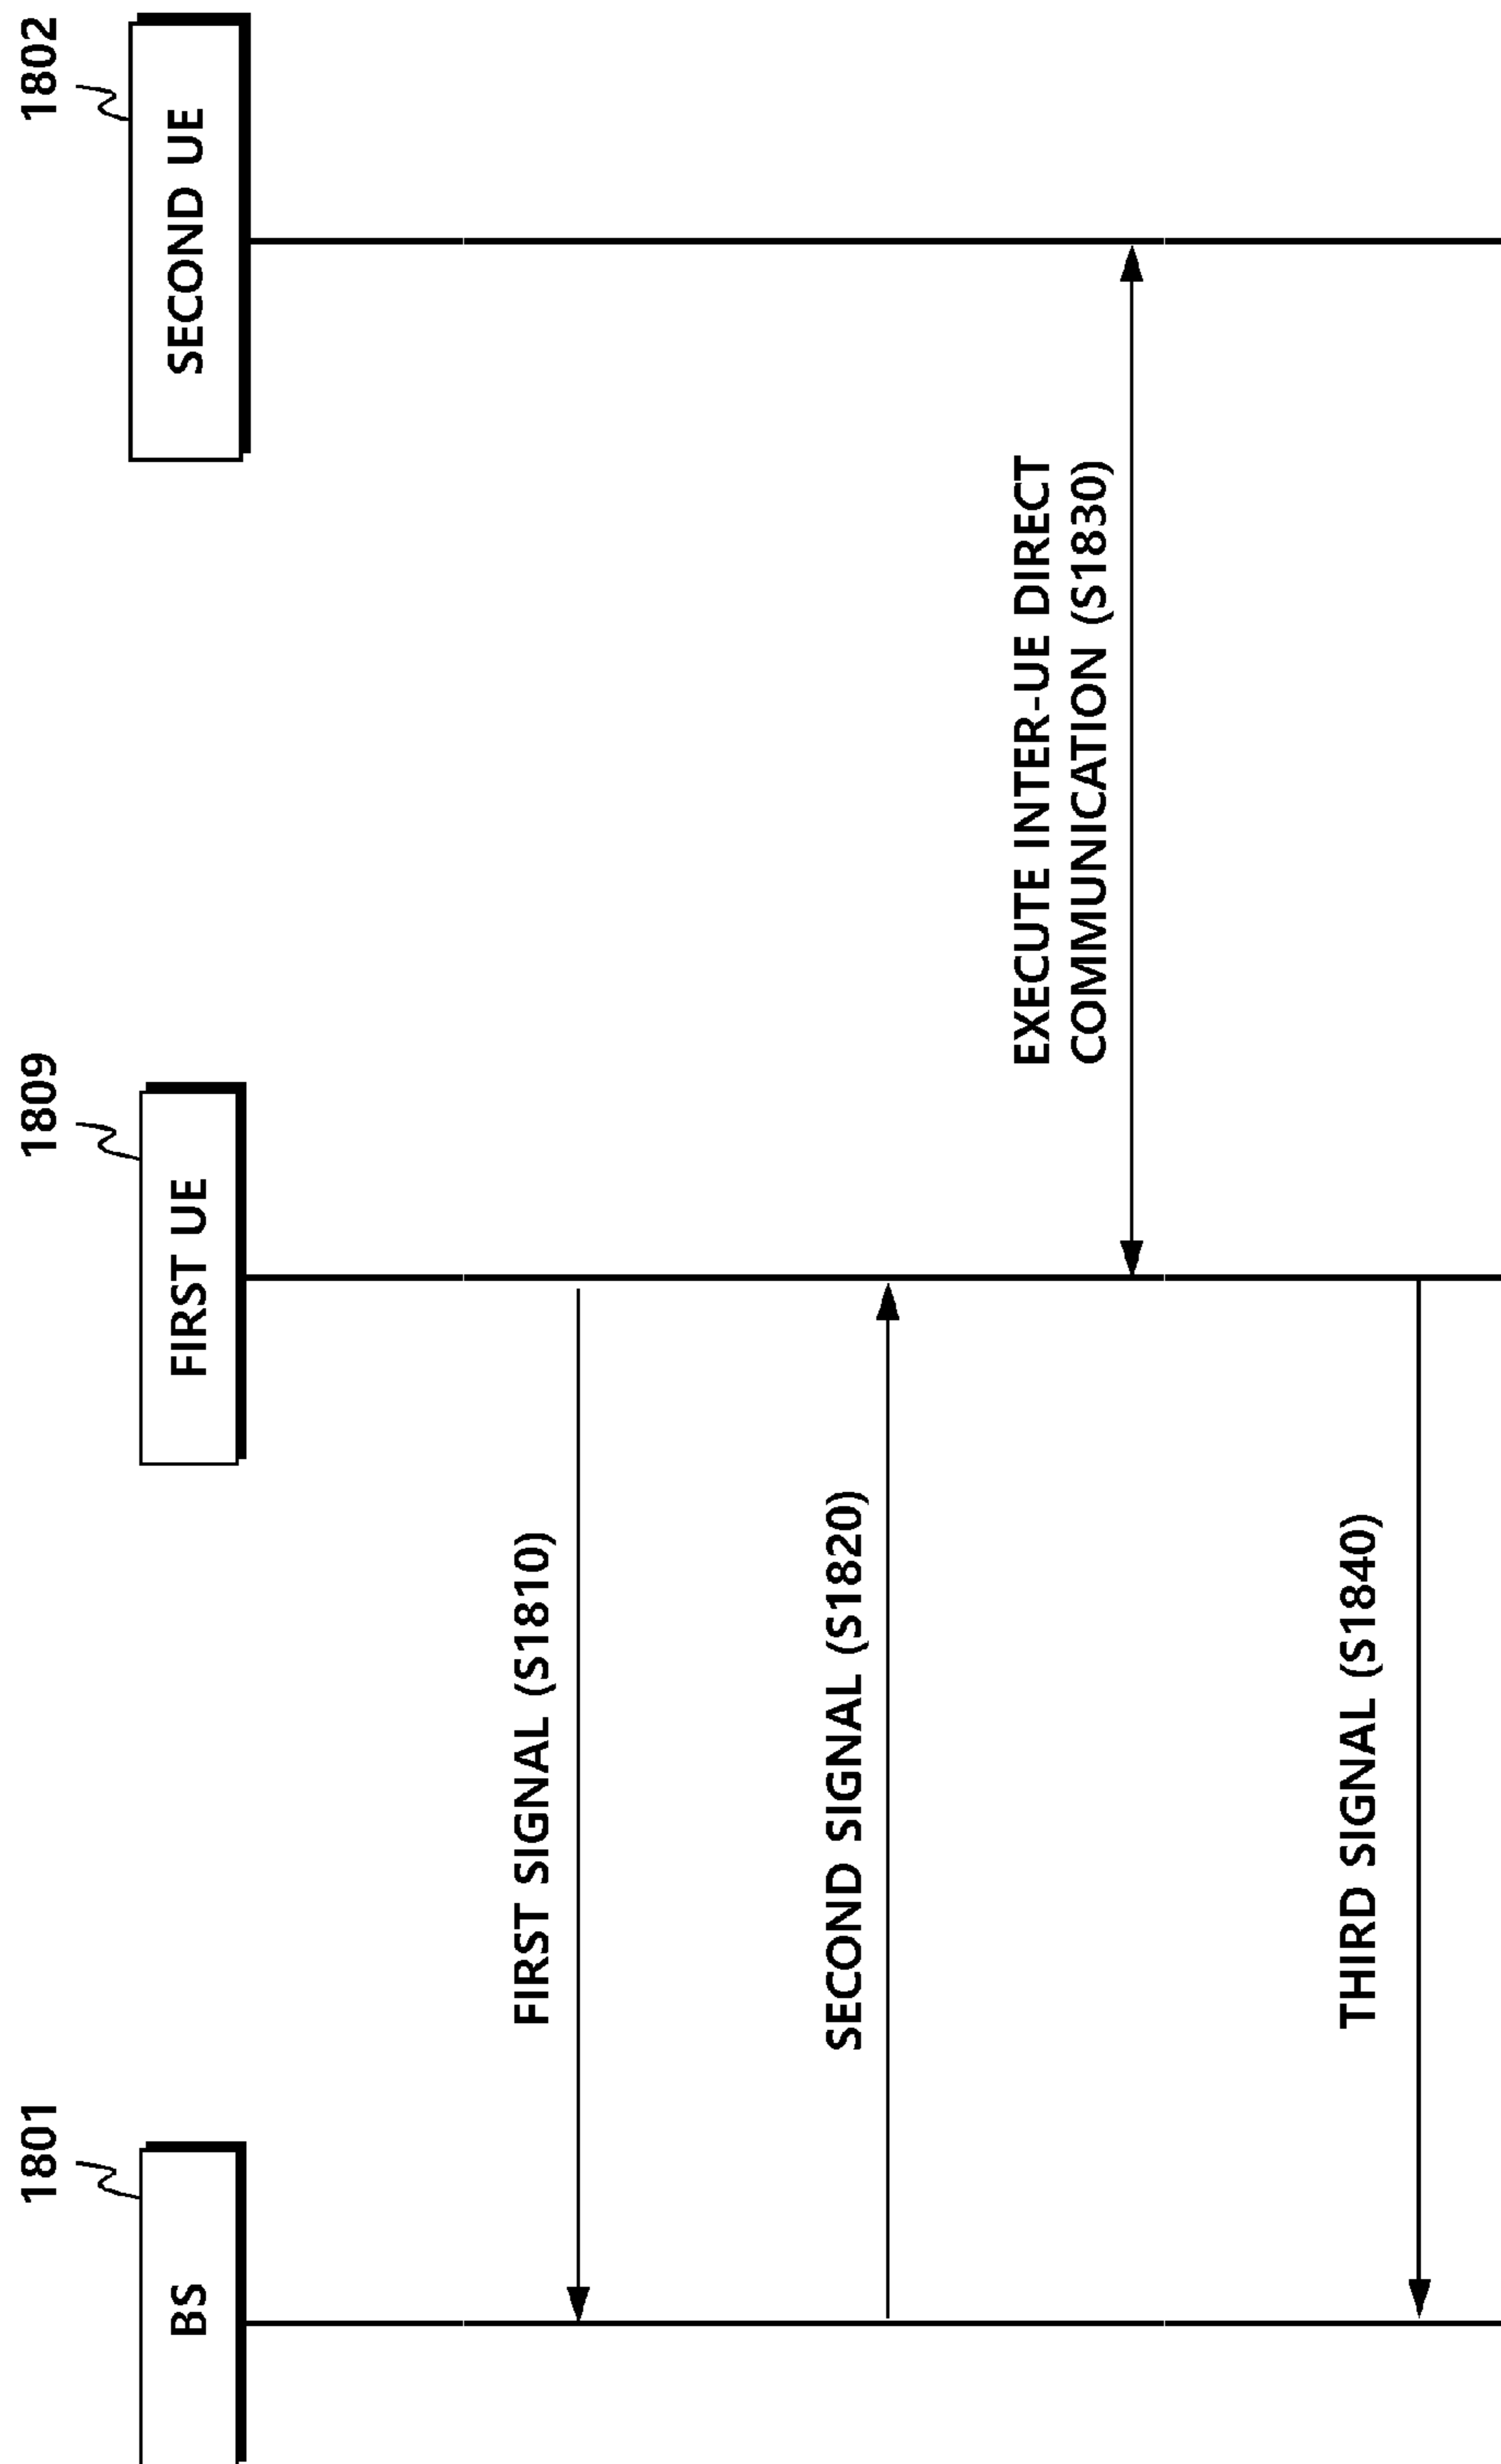 1801
1809
1802
BS
FIRST UE
SECOND UE
FIRST SIGNAL (S1810)
SECOND SIGNAL (S1820)
EXECUTE INTER-UE DIRECT
COMMUNICATION (S1830)
THIRD SIGNAL (S1840)